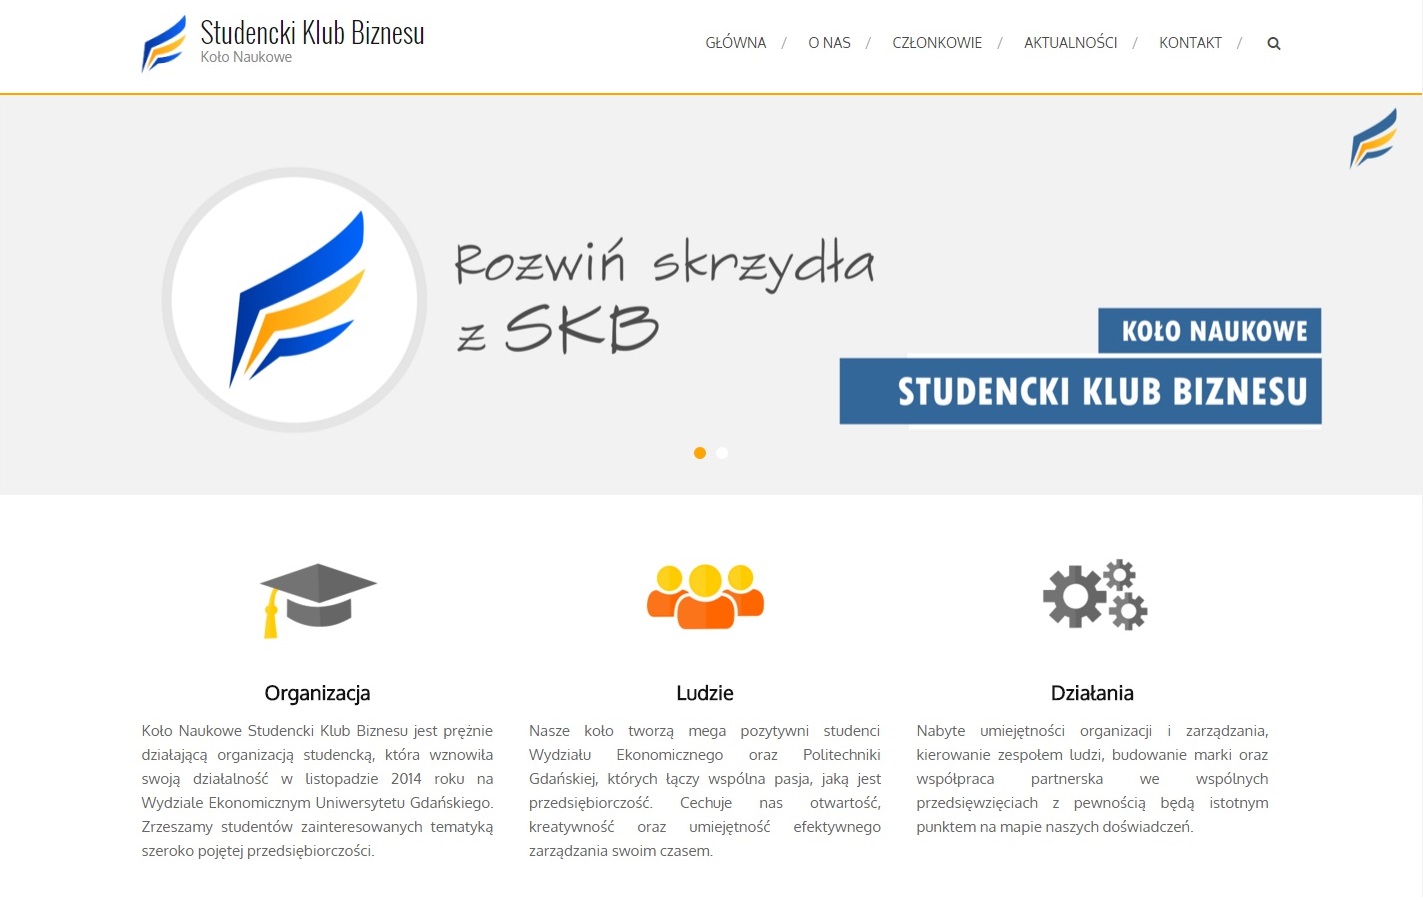 Studencki Klub Biznesu
Koło Naukowe
GŁÓWNA / O NAS / CZŁONKOWIE / AKTUALNOŚCI / KONTAKT /
Rozwiń skrzydła
z SKB
KOŁO NAUKOWE
STUDENCKI KLUB BIZNESU
Organizacja
Koło Naukowe Studencki Klub Biznesu jest prężnie
działającą organizacją studencką, która wznowiła
swoją działalność w listopadzie 2014 roku na
Wydziale Ekonomicznym Uniwersytetu Gdańskiego.
Zrzeszamy studentów zainteresowanych tematyką
szeroko pojętej przedsiębiorczości.
Ludzie
Nasze koło tworzą mega pozytywni studenci
Wydziału Ekonomicznego oraz Politechniki
Gdańskiej, których łączy wspólna pasja, jaką jest
przedsiębiorczość. Cechuje nas otwartość,
kreatywność oraz umiejętność efektywnego
zarządzania swoim czasem.
Działania
Nabyte umiejętności organizacji i zarządzania,
kierowanie zespołem ludzi, budowanie marki oraz
współpraca partnerska we wspólnych
przedsięwzięciach z pewnością będą istotnym
punktem na mapie naszych doświadczeń.